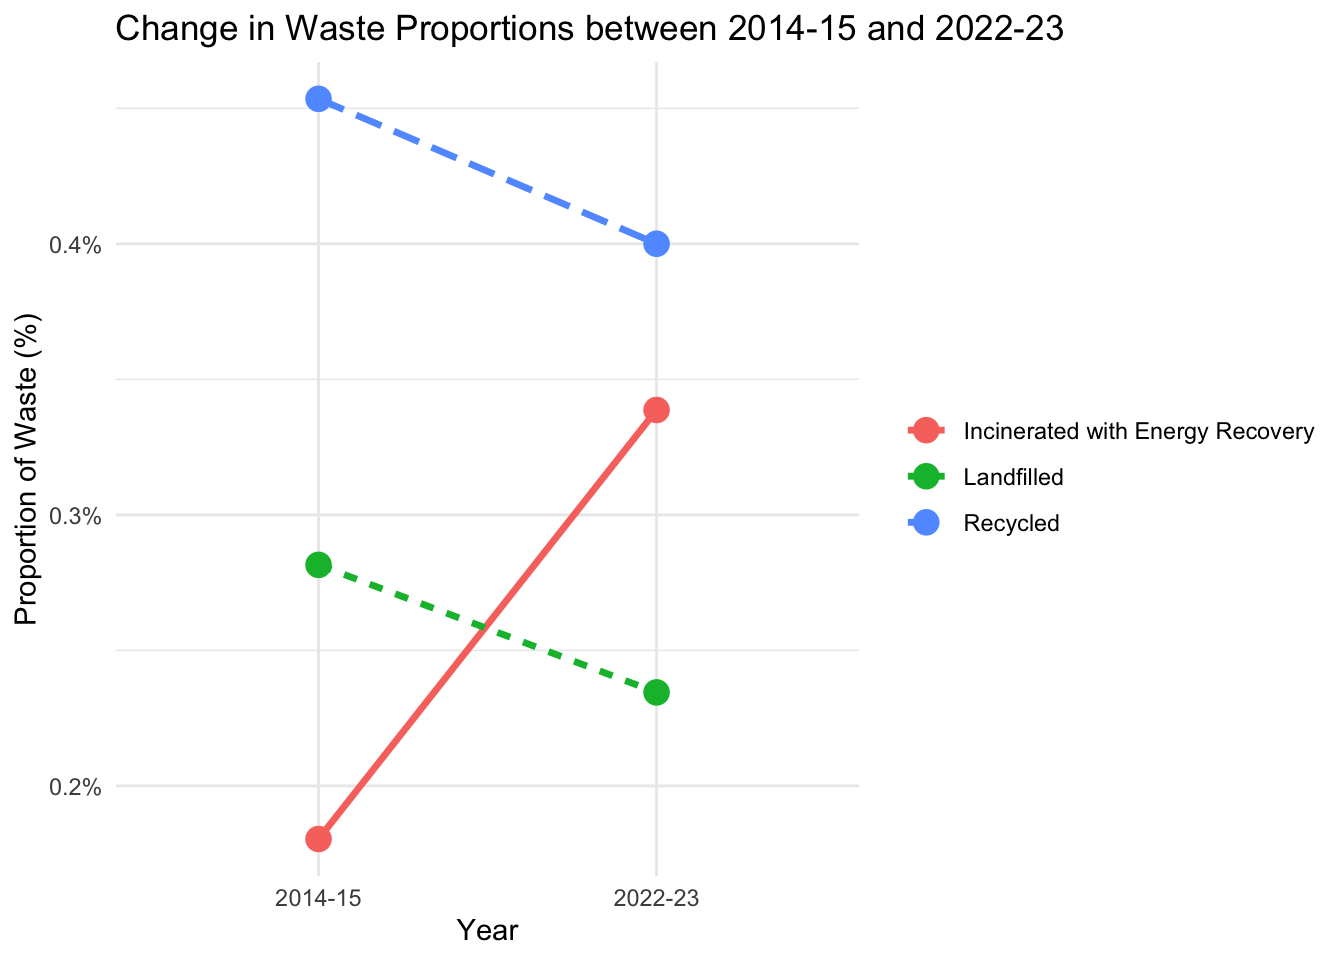 Change in Waste Proportions between 2014-15 and 2022-23
Proportion of Waste (%)
0.4%
0.3%
0.2%
2014-15
2022-23
Year
Incinerated with Energy Recovery
Landfilled
Recycled